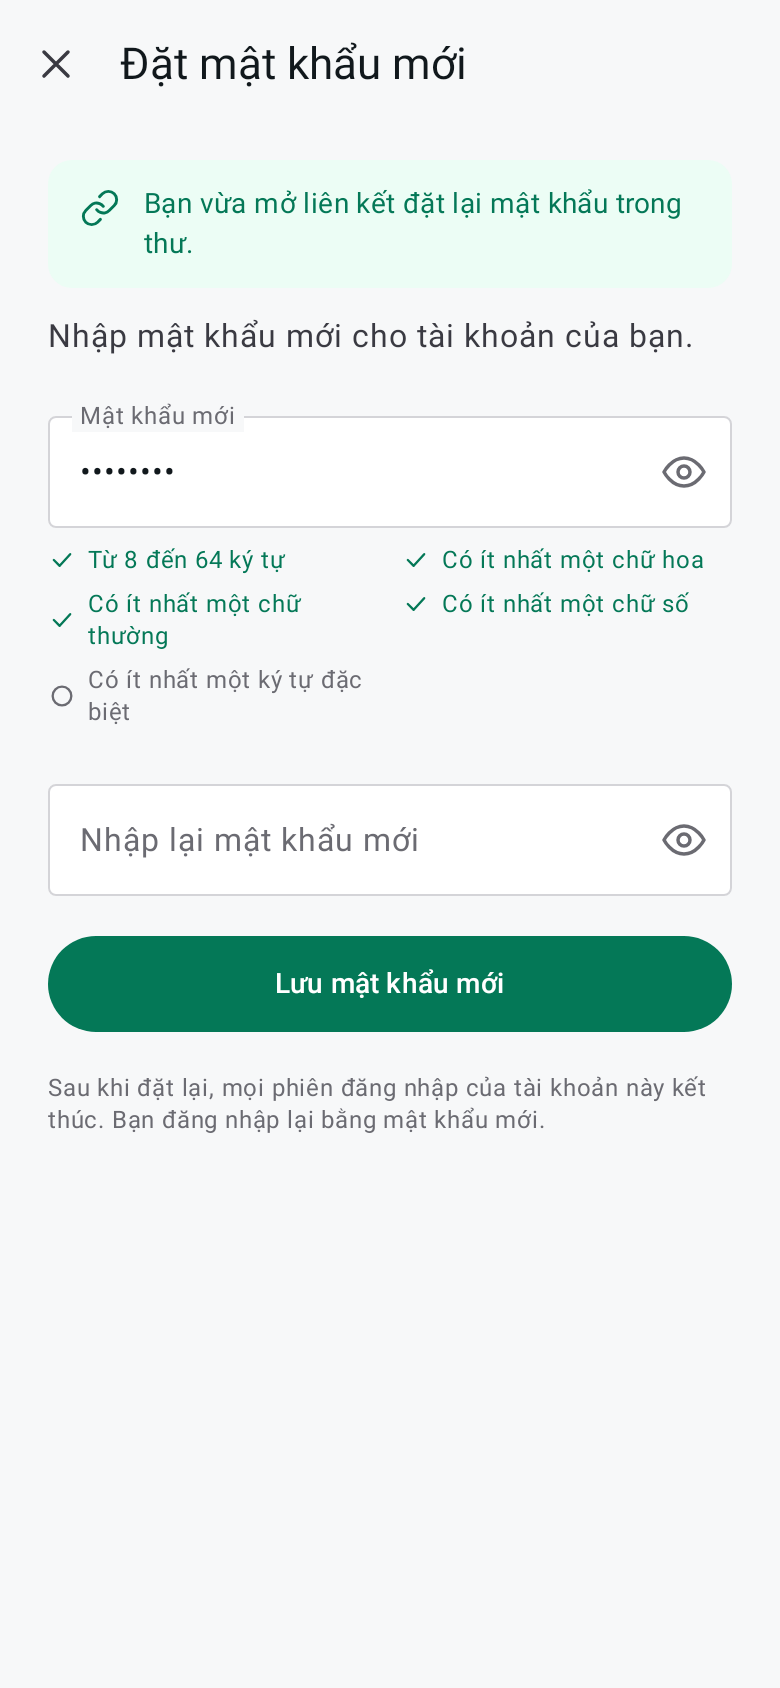 Đặt mật khẩu mới
Bạn vừa mở liên kết đặt lại mật khẩu trong
thư.
Nhập mật khẩu mới cho tài khoản của bạn.
Mật khẩu mới
••••••••
Từ 8 đến 64 ký tự
Có ít nhất một chữ hoa
Có ít nhất một chữ
thường
Có ít nhất một chữ số
Có ít nhất một ký tự đặc
biệt
Nhập lại mật khẩu mới
Lưu mật khẩu mới
Sau khi đặt lại, mọi phiên đăng nhập của tài khoản này kết
thúc. Bạn đăng nhập lại bằng mật khẩu mới.